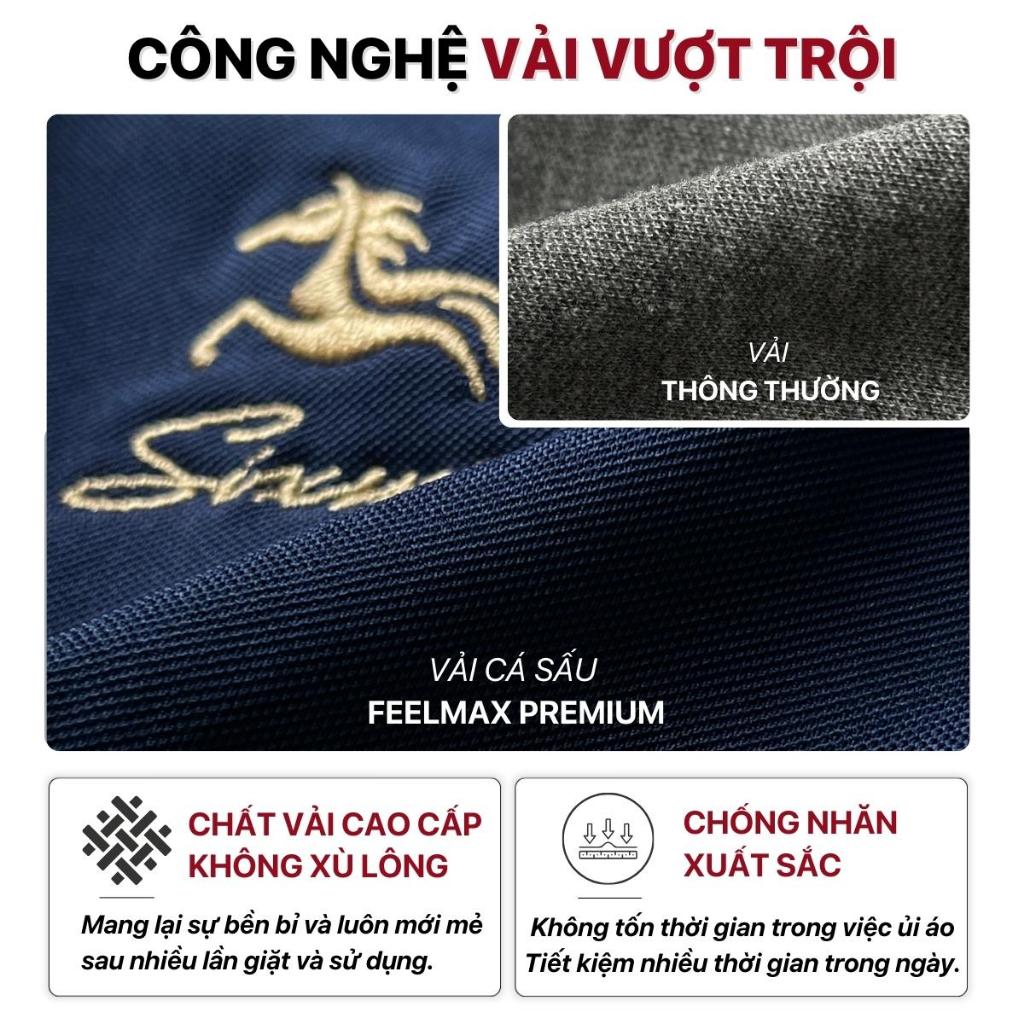 CÔNG NGHỆ VẢI VƯỢT TRỘI
VẢI
THÔNG THƯỜNG
VẢI CÁ SẤU
FEELMAX PREMIUM
CHẤT VẢI CAO CẤP
KHÔNG XÙ LÔNG
Mang lại sự bền bỉ và luôn mới mẻ
sau nhiều lần giặt và sử dụng.
CHỐNG NHĂN
XUẤT SẮC
Không tốn thời gian trong việc ủi áo
Tiết kiệm nhiều thời gian trong ngày.